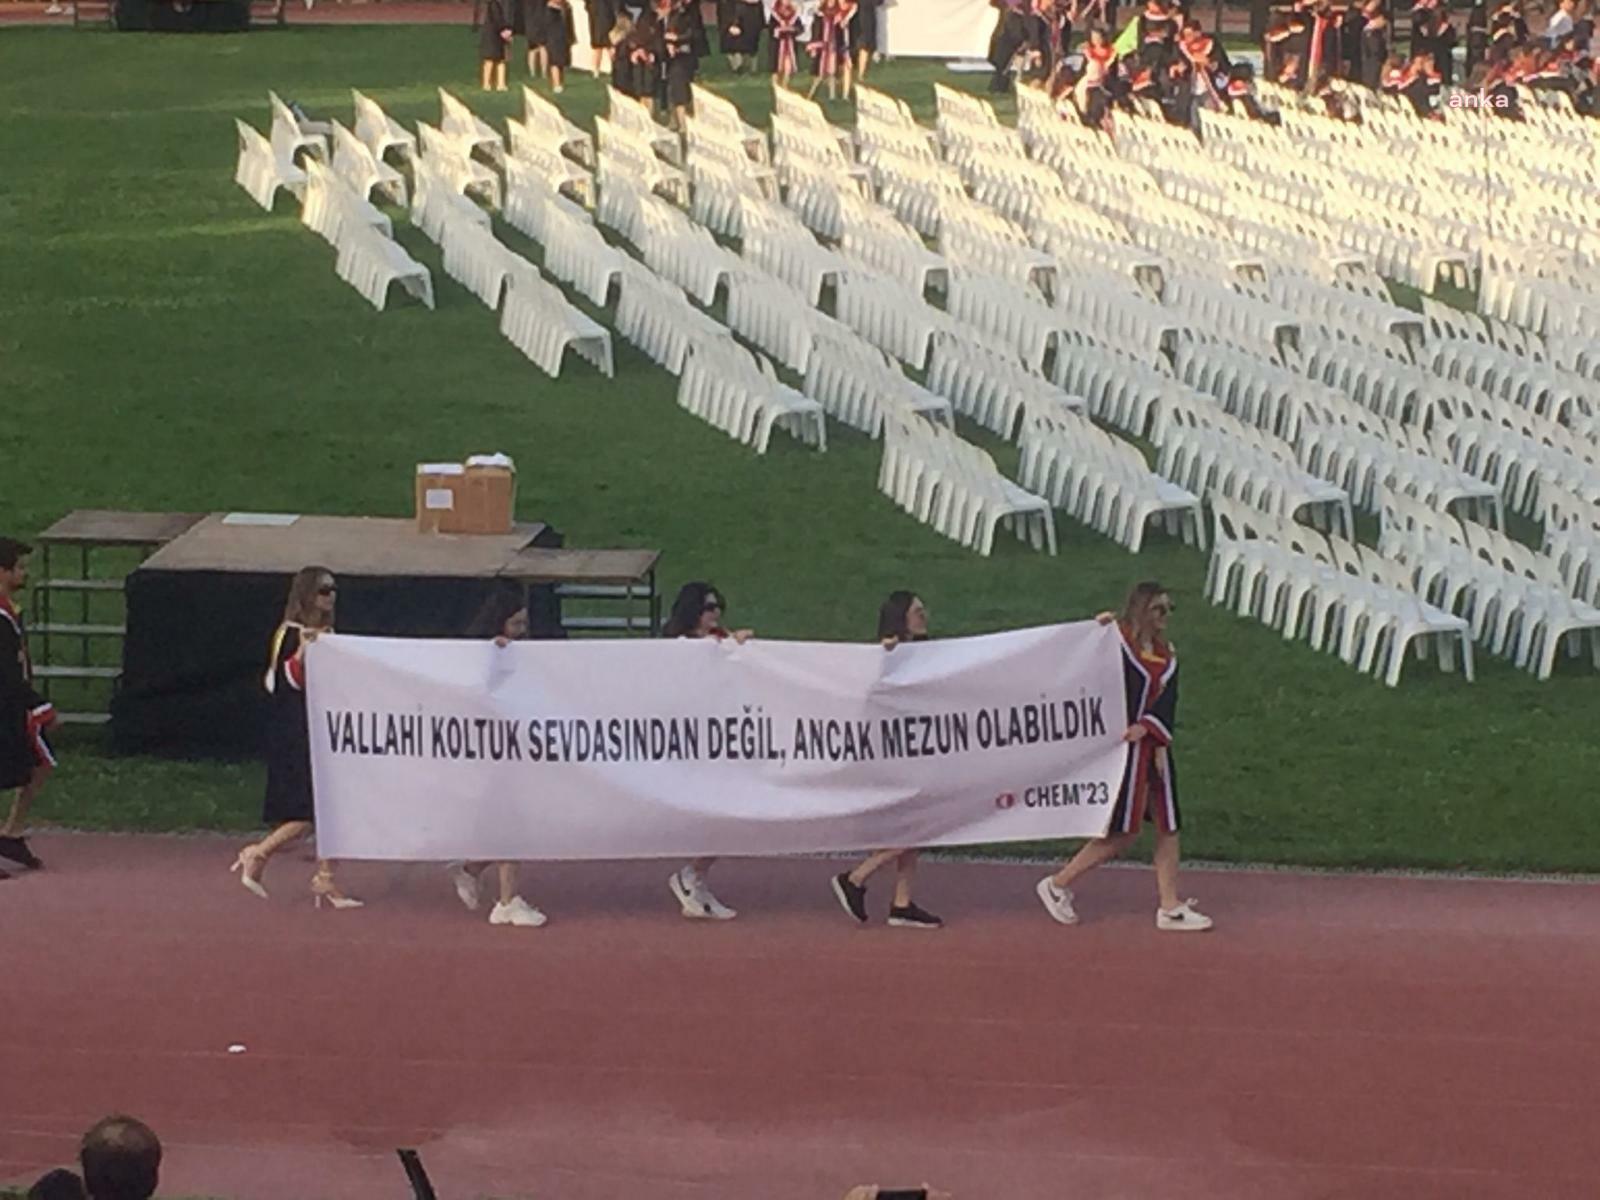 anka
VALLAHİ KOLTUK SEVDASINDAN DEĞİL, ANCAK MEZUN OLABİLDİK
CHEM'23